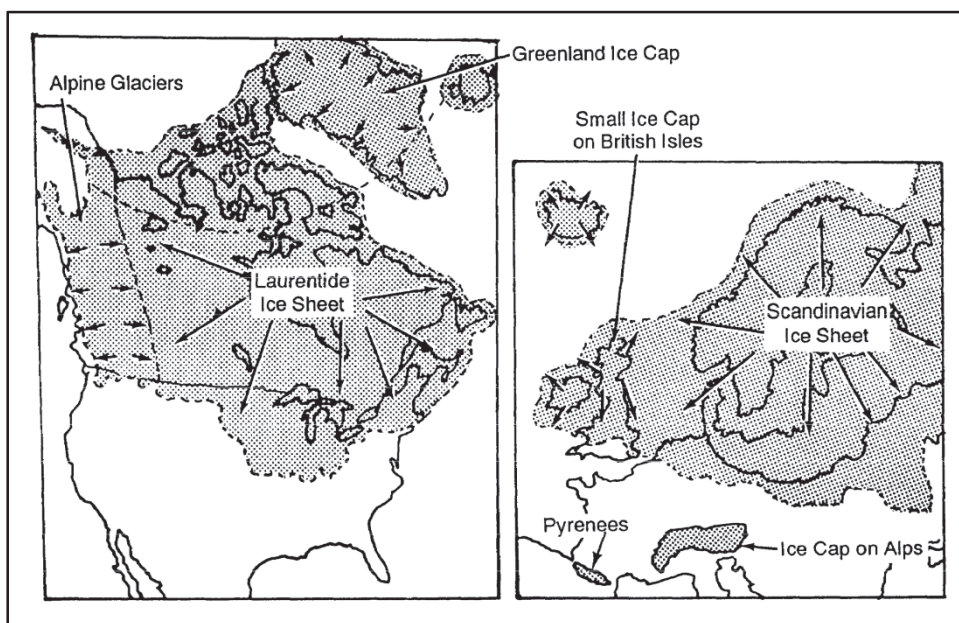 Greenland Ice Cap
Alpine Glaciers
Small Ice Cap
on British Isles
Laurentide
Ice Sheet
Scandinavian
Ice Sheet
Pyrenees
Ice Cap on Alps